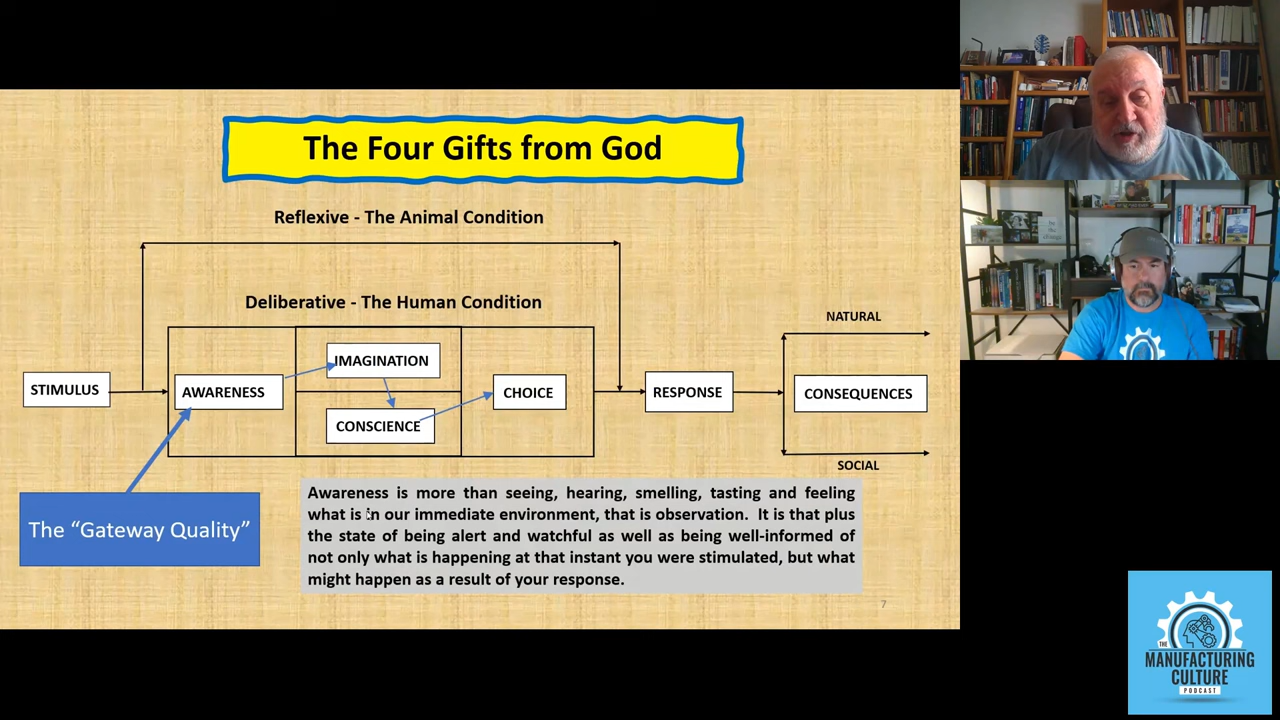 The Four Gifts from God
Reflexive - The Animal Condition
Deliberative - The Human Condition
NATURAL
IMAGINATION
STIMULUS
AWARENESS
CHOICE
RESPONSE
CONSEQUENCES
CONSCIENCE
SOCIAL
The “Gateway Quality”
Awareness is more than seeing, hearing, smelling, tasting and feeling
what is in our immediate environment, that is observation. It is that plus
the state of being alert and watchful as well as being well-informed of
not only what is happening at that instant you were stimulated, but what
might happen as a result of your response.
7
THE
MANUFACTURING
CULTURE
PODCAST